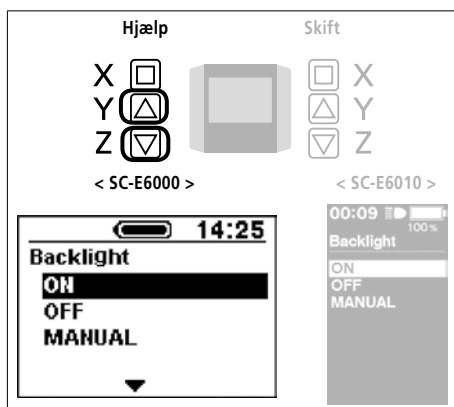 Hjælp Skift
X X
Y Y
Z Z
< SC-E6000 > < SC-E6010 >
14:25
Backlight
ON
OFF
MANUAL
00:09
100%
Backlight
ON
OFF
MANUAL